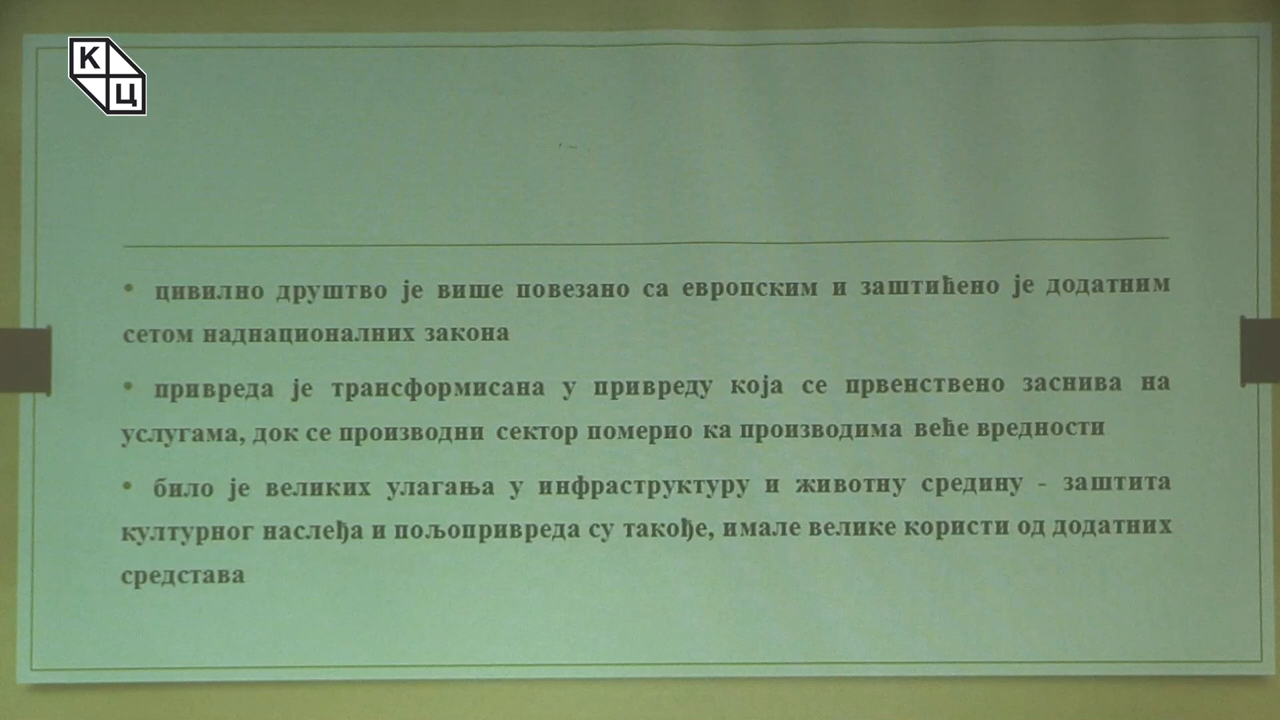 К
Ц
• цивилно друштво је више повезано са европским и заштићено је додатним
сетом наднационалних закона
• привреда је трансформисана у привреду која се првенствено заснива на
услугама, док се производни сектор померио ка производима веће вредности
• било је великих улагања у инфраструктуру и животну средину - заштита
културног наслеђа и пољопривреда су такође, имале велике користи од додатних
средстава